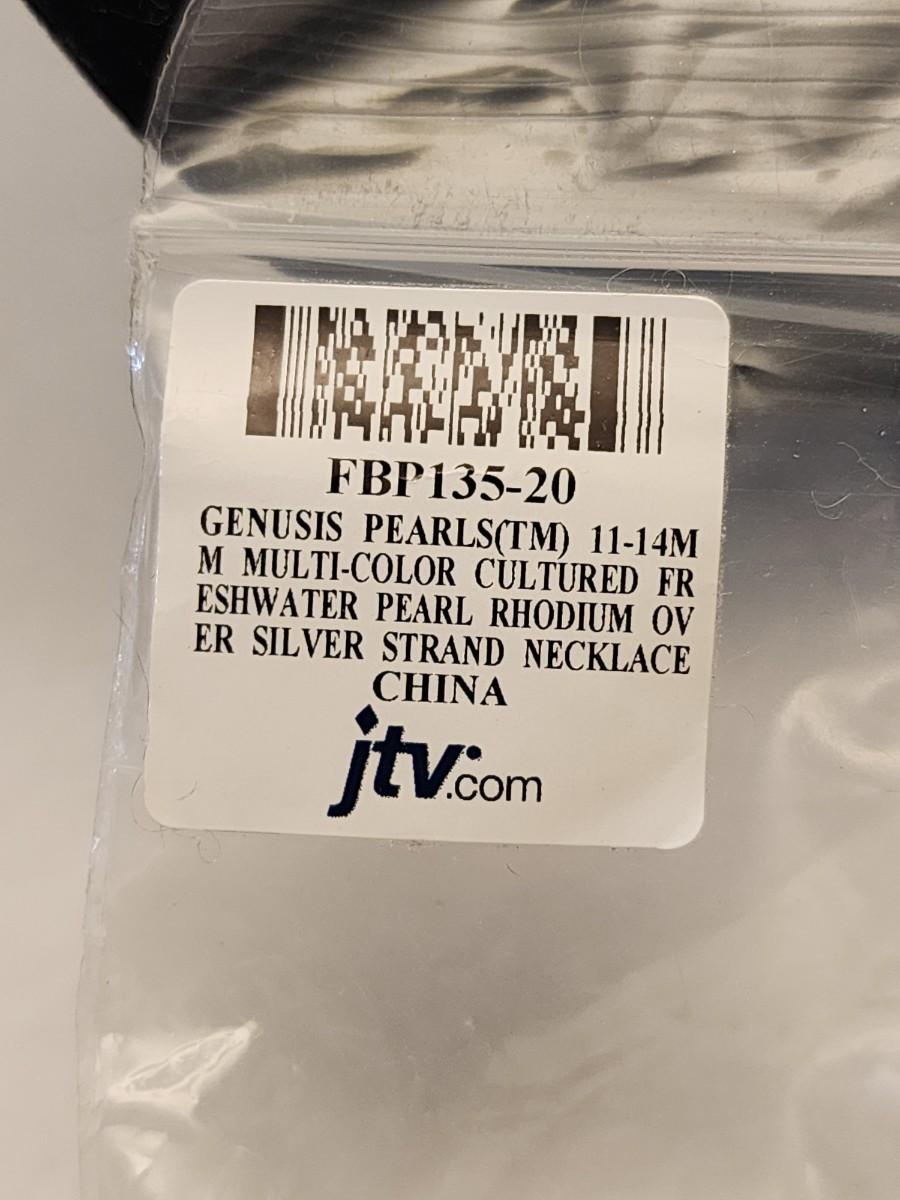 FBP135-20
GENUSIS PEARLS(TM) 11-14M
M MULTI-COLOR CULTURED FR
ESHWATER PEARL RHODIUM OV
ER SILVER STRAND NECKLACE
CHINA
jtv.com